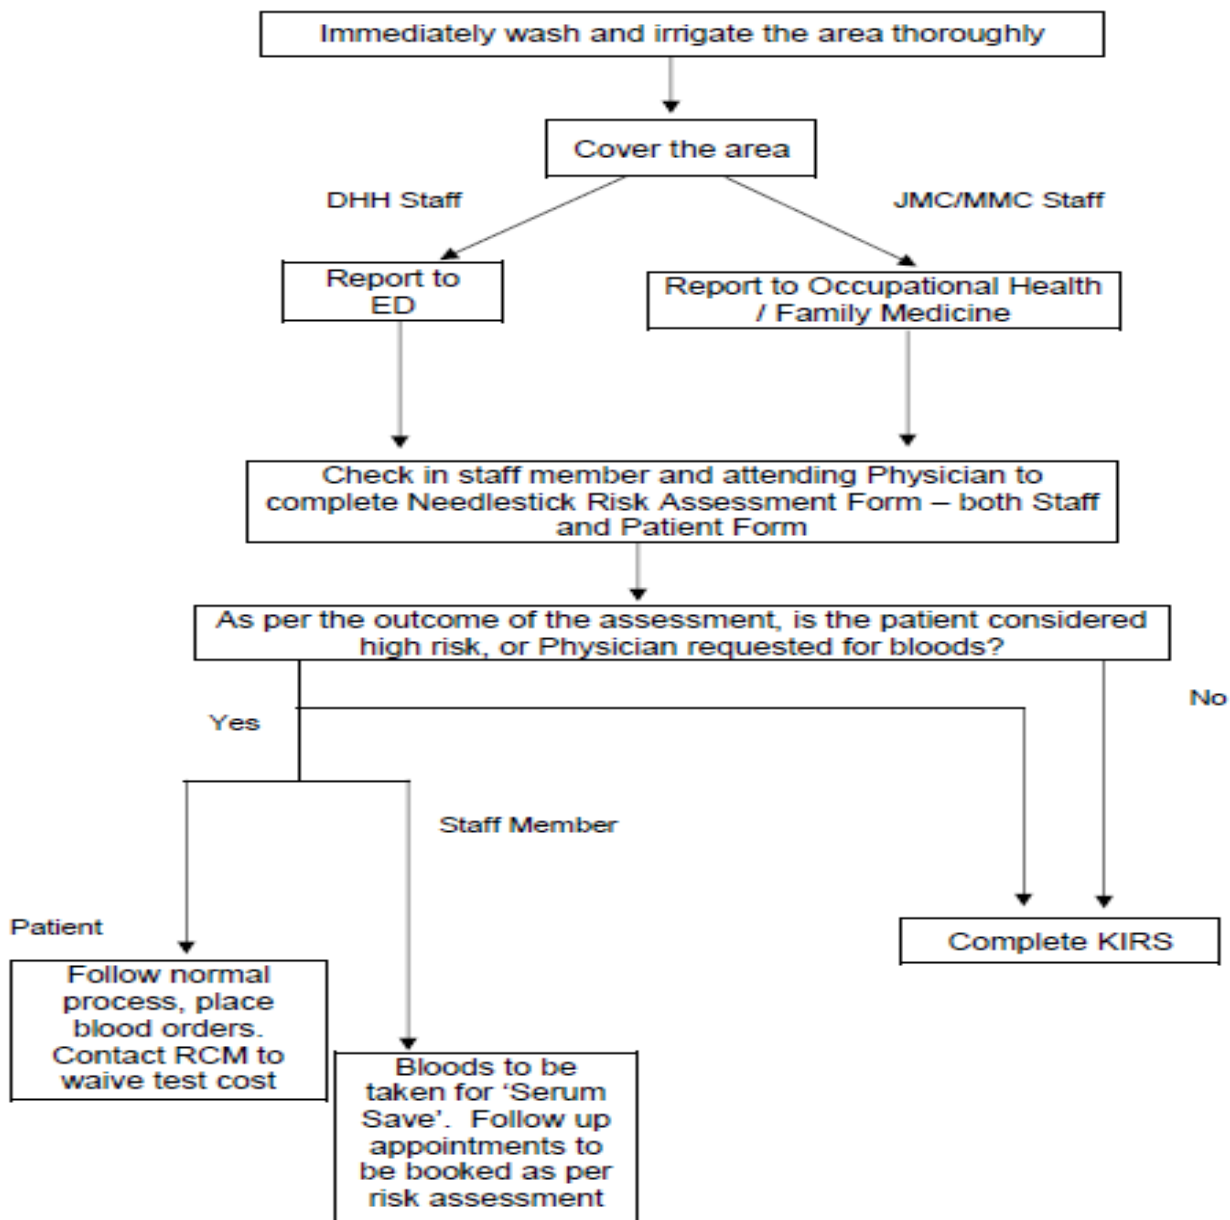 Immediately wash and irrigate the area thoroughly
Cover the area
DHH Staff
JMC/MMC Staff
Report to
ED
Report to Occupational Health
/ Family Medicine
Check in staff member and attending Physician to
complete Needlestick Risk Assessment Form – both Staff
and Patient Form
As per the outcome of the assessment, is the patient considered
high risk, or Physician requested for bloods?
Yes
No
Staff Member
Patient
Follow normal
process, place
blood orders.
Contact RCM to
waive test cost
Bloods to be
taken for ‘Serum
Save’.  Follow up
appointments to
be booked as per
risk assessment
Complete KIRS